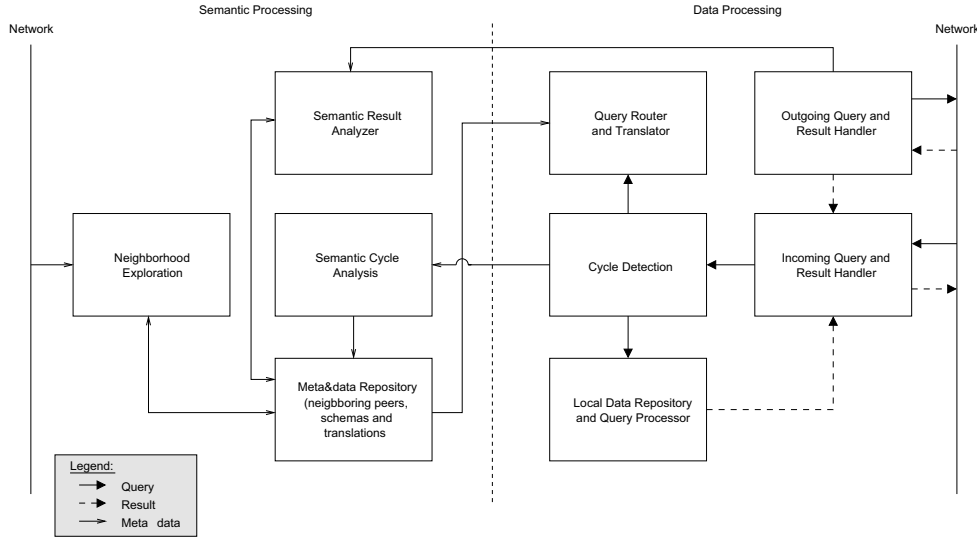 Semantic Processing
Data Processing
Network
Network
Semantic Result
Analyzer
Query Router
and Translator
Outgoing Query and
Result Handler
Neighborhood
Exploration
Semantic Cycle
Analysis
Cycle Detection
Incoming Query and
Result Handler
Meta&data Repository
(neighboring peers,
schemas and
translations
Local Data Repository
and Query Processor
Legend:
Query
Result
Meta data